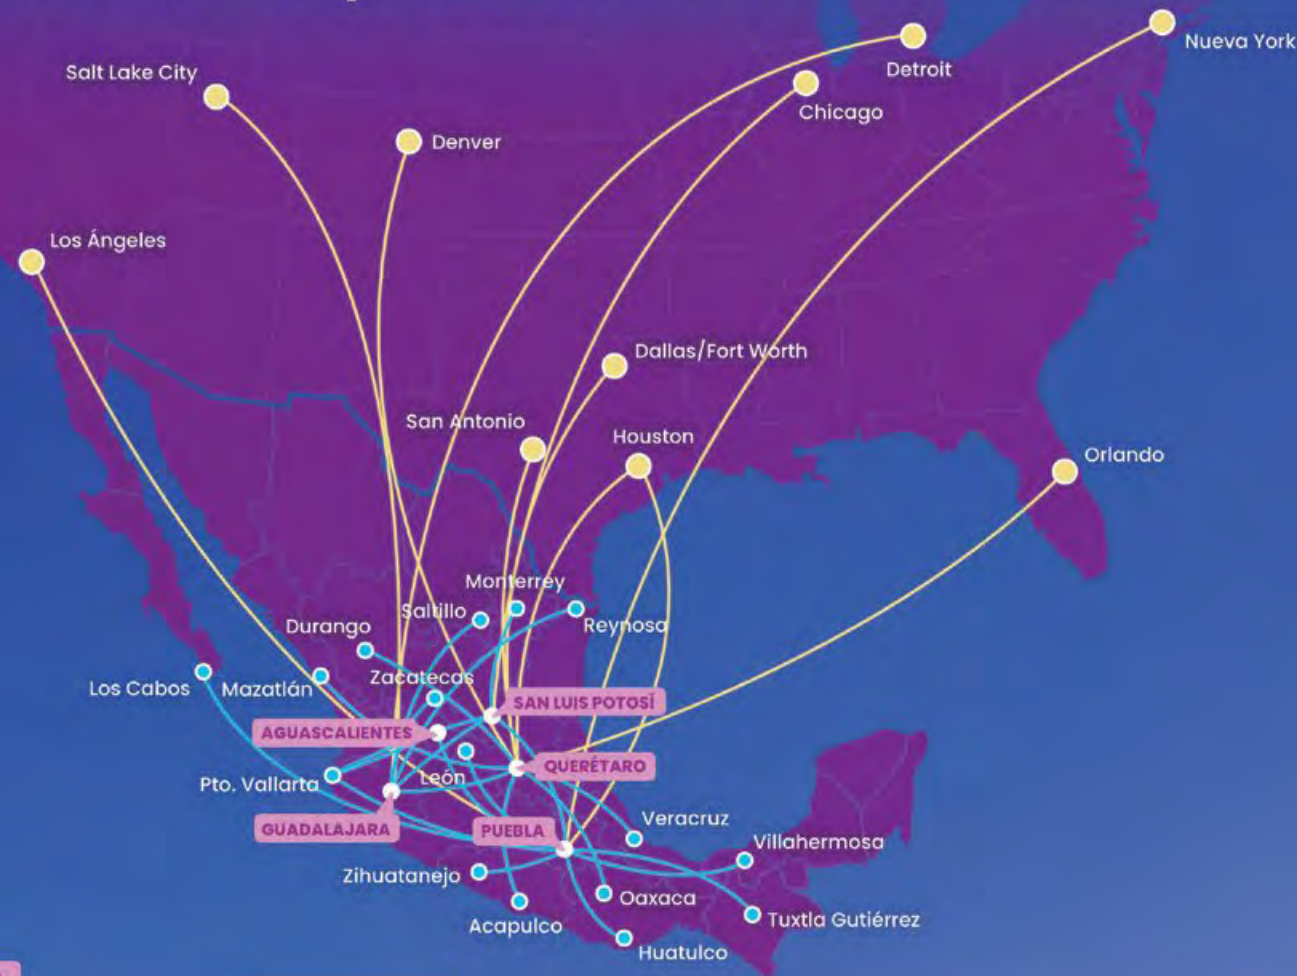 Nueva York
Detroit
Salt Lake City
Chicago
Denver
Los Ángeles
Dallas/Fort Worth
San Antonio
Houston
Orlando
Monterrey
Saltillo
Durango
Reynosa
Zacatecas
Los Cabos
Mazatlán
SAN LUIS POTOSÍ
AGUASCALIENTES
León
QUERÉTARO
Pto. Vallarta
GUADALAJARA
PUEBLA
Veracruz
Villahermosa
Zihuatanejo
Oaxaca
Acapulco
Tuxtla Gutiérrez
Huatulco